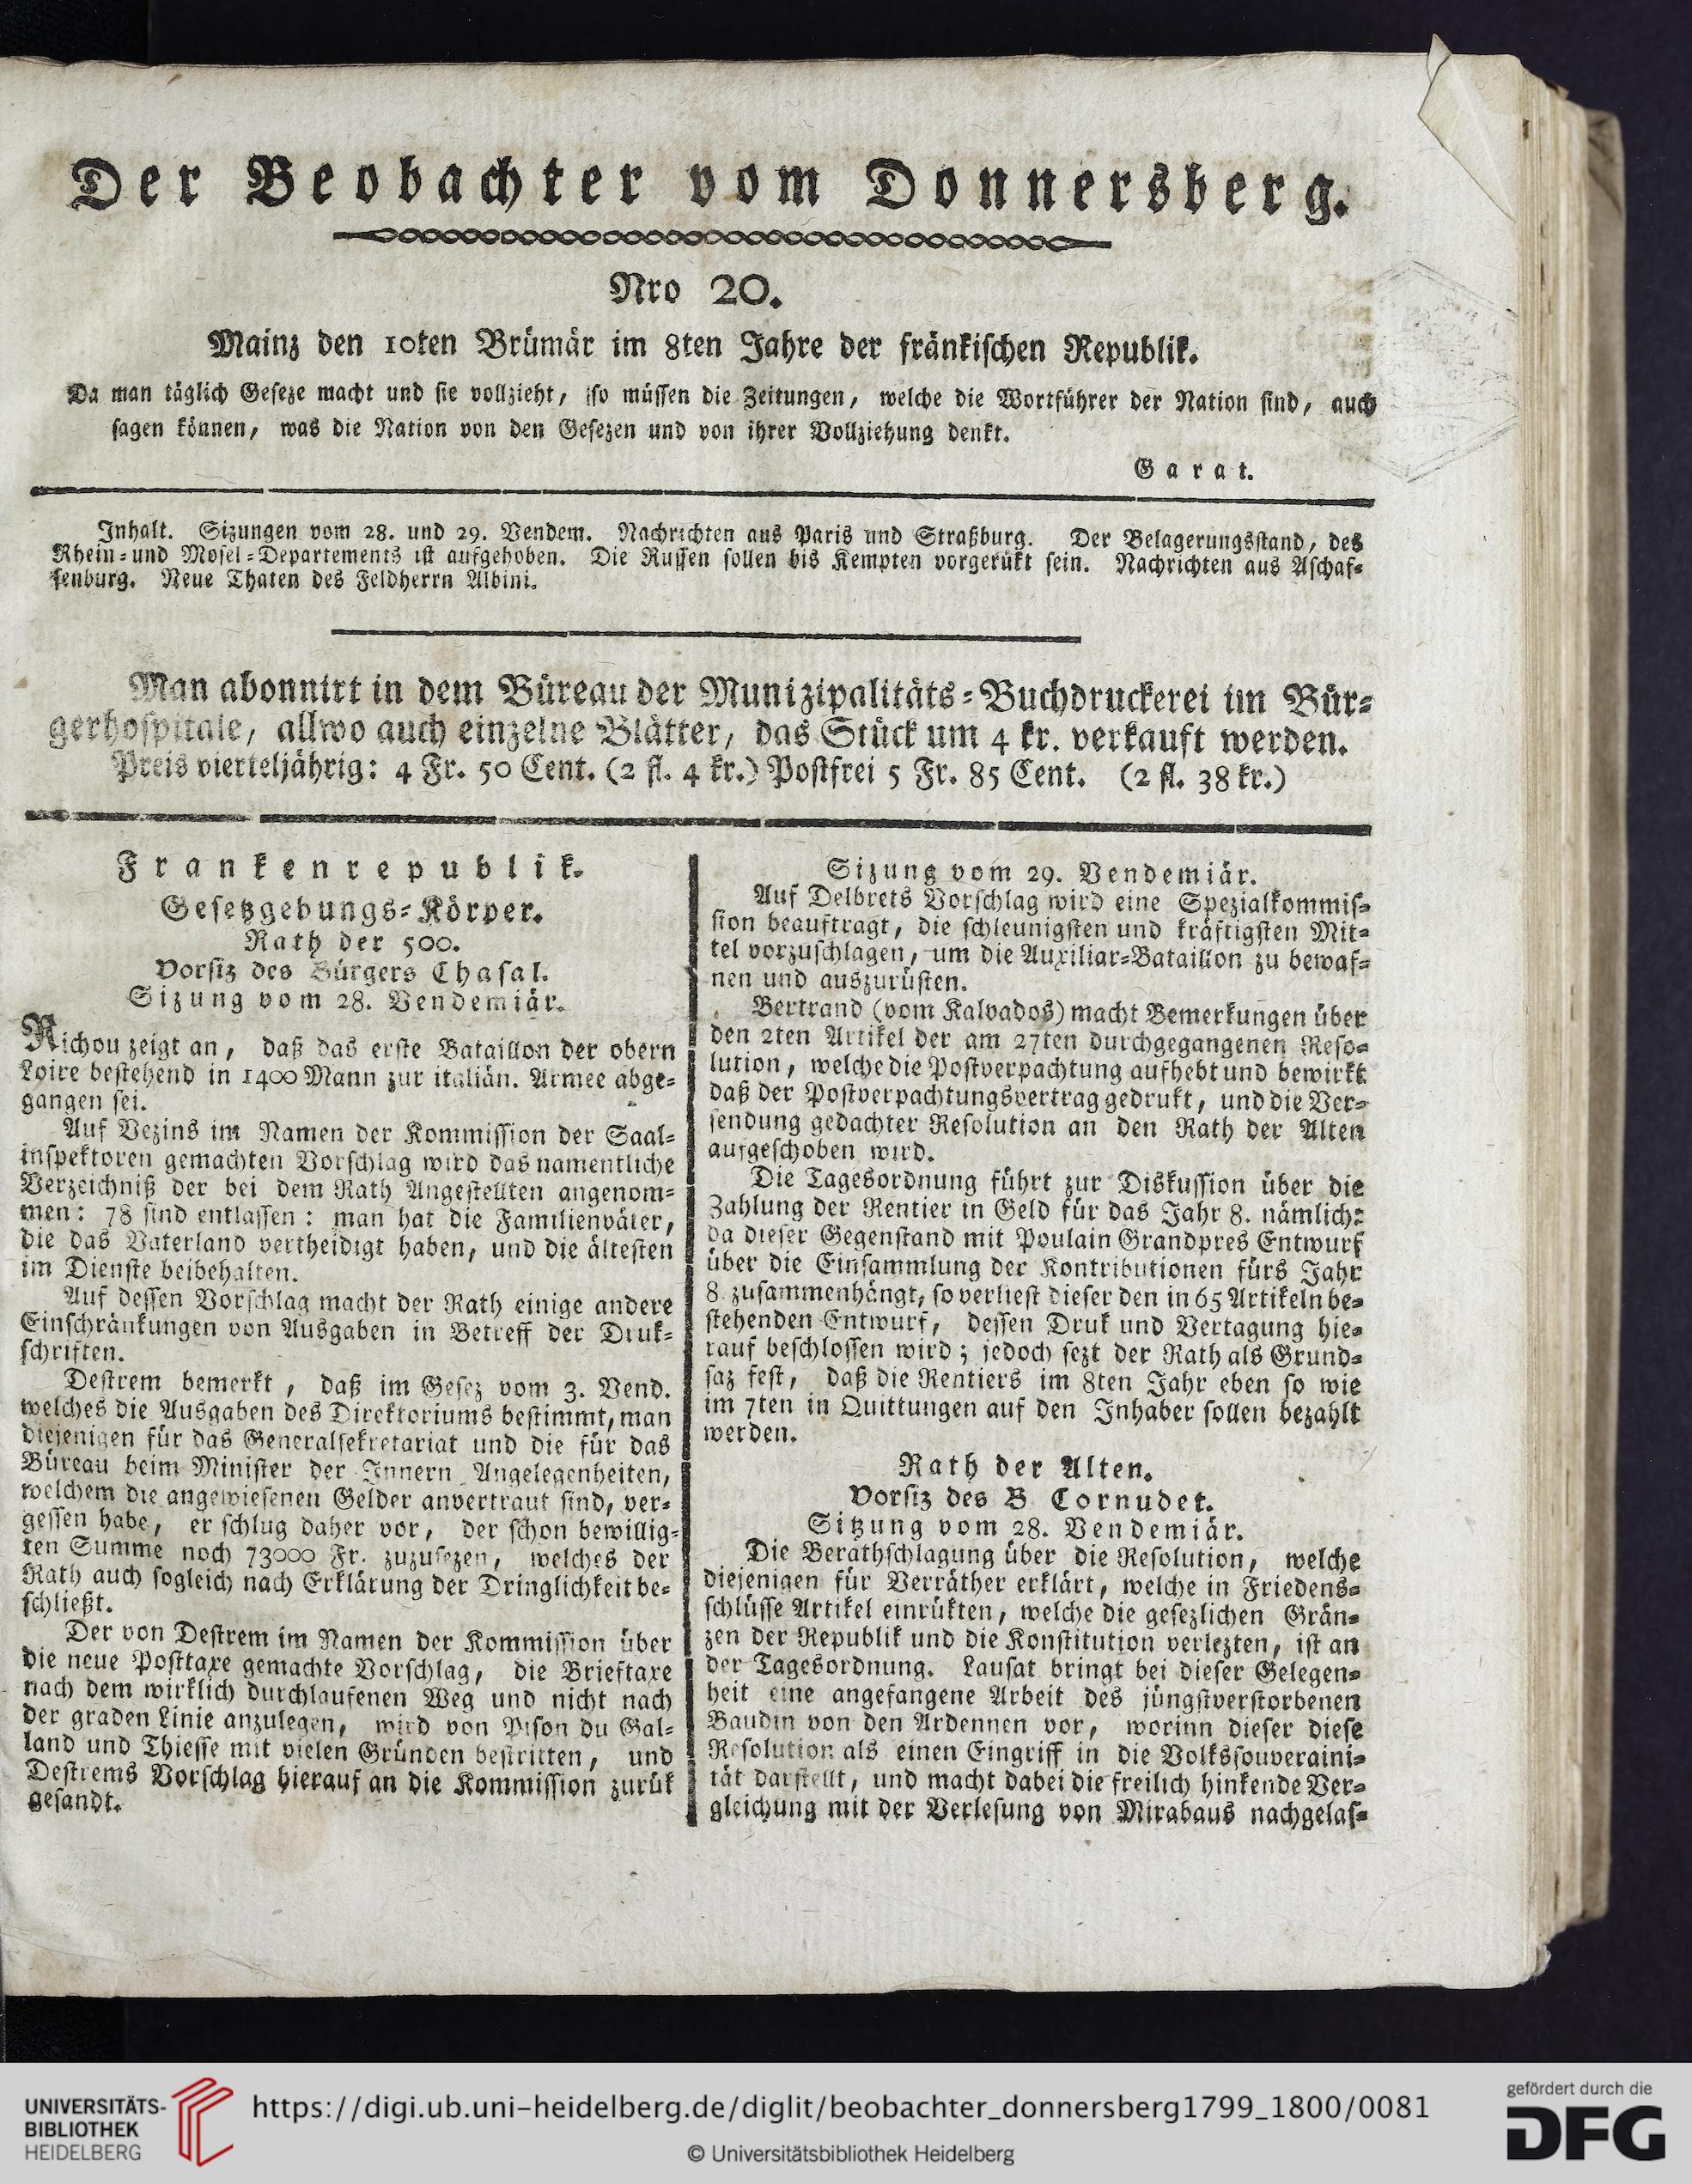 Der Beobachter vom Donnersberg.
Nro 20.
Mainz den 10ten Brümär im 8ten Jahre der fränkischen Republik.
Da man täglich Geseze macht und sie vollzieht, so müssen die Zeitungen, welche die Wortführer der Nation sind, auch
sagen können, was die Nation von den Gesezen und von ihrer Vollziehung denkt.
Garat.
Inhalt. Sizungen vom 28. und 29. Vendem. Nachrichten aus Paris und Straßburg. Der Belagerungsstand, des
Rhein- und Mosel-Departements ist aufgehoben. Die Russen sollen bis Kempten vorgerükt sein. Nachrichten aus Aschaf-
fenburg. Neue Thaten des Feldherrn Albini.
Man abonnirt in dem Büreau der Munizipalitäts-Buchdruckerei im Bür-
gerhospitale, allwo auch einzelne Blätter, das Stück um 4 kr. verkauft werden.
Preis vierteljährig: 4 Fr. 50 Cent. (2 fl. 4 kr.) Postfrei 5 Fr. 85 Cent. (2 fl. 38 kr.)
Frankenrepublik.
Gesetzgebungs-Körper.
Rath der 500.
Vorsiz des Bürgers Chasal.
Sizung vom 28. Vendemiär.
Richou zeigt an, daß das erste Bataillon der obern
Loire bestehend in 1400 Mann zur italiän. Armee abge-
gangen sei.
Auf Vezins im Namen der Kommission der Saal-
inspektoren gemachten Vorschlag wird das namentliche
Verzeichniß der bei dem Rath Angestellten angenom-
men: 78 sind entlassen: man hat die Familienväter,
die das Vaterland vertheidigt haben, und die ältesten
im Dienste beibehalten.
Auf dessen Vorschlag macht der Rath einige andere
Einschränkungen von Ausgaben in Betreff der Druk-
schriften.
Destrem bemerkt, daß im Gesez vom 3. Vend.
welches die Ausgaben des Direktoriums bestimmt, man
diejenigen für das Generalsekretariat und die für das
Büreau beim Minister der Innern Angelegenheiten,
welchem die angewiesenen Gelder anvertraut sind, ver-
gessen habe, er schlug daher vor, der schon bewillig-
ten Summe noch 73000 Fr. zuzusezen, welches der
Rath auch sogleich nach Erklärung der Dringlichkeit be-
schließt.
Der von Destrem im Namen der Kommission über
die neue Posttaxe gemachte Vorschlag, die Brieftaxe
nach dem wirklich durchlaufenen Weg und nicht nach
der graden Linie anzulegen, wird von Pison du Gal-
land und Thiesse mit vielen Gründen bestritten, und
Destrems Vorschlag hierauf an die Kommission zurük
gesandt.
Sizung vom 29. Vendemiär.
Auf Delbrets Vorschlag wird eine Spezialkommis-
sion beauftragt, die schleunigsten und kräftigsten Mit-
tel vorzuschlagen, um die Auxiliar-Bataillon zu bewaf-
nen und auszurüsten.
Bertrand (vom Kalvados) macht Bemerkungen über
den 2ten Artikel der am 27ten durchgegangenen Reso-
lution, welche die Postverpachtung aufhebt und bewirkt
daß der Postverpachtungsvertrag gedrukt, und die Ver-
sendung gedachter Resolution an den Rath der Alten
aufgeschoben wird.
Die Tagesordnung führt zur Diskussion über die
Zahlung der Rentier in Geld für das Jahr 8. nämlich:
da dieser Gegenstand mit Poulain Grandpres Entwurf
über die Einsammlung der Kontributionen fürs Jahr
8 zusammenhängt, so verliest dieser den in 65 Artikeln be-
stehenden Entwurf, dessen Druk und Vertagung hie-
rauf beschlossen wird; jedoch sezt der Rath als Grund-
saz fest, daß die Rentiers im 8ten Jahr eben so wie
im 7ten in Quittungen auf den Inhaber sollen bezahlt
werden.
Rath der Alten.
Vorsiz des B Cornudet.
Sitzung vom 28. Vendemiär.
Die Berathschlagung über die Resolution, welche
diejenigen für Verräther erklärt, welche in Friedens-
schlüsse Artikel einrükten, welche die gesezlichen Grän-
zen der Republik und die Konstitution verlezten, ist an
der Tagesordnung. Lausat bringt bei dieser Gelegen-
heit eine angefangene Arbeit des jüngstverstorbenen
Baudin von den Ardennen vor, worinn dieser diese
Resolution als einen Eingriff in die Volkssouveraini-
tät darstellt, und macht dabei die freilich hinkende Ver-
gleichung mit der Verlesung von Mirabaus nachgelas-
UNIVERSITÄTS-
BIBLIOTHEK
HEIDELBERG
https://digi.ub.uni-heidelberg.de/diglit/beobachter_donnersberg1799_1800/0081
© Universitätsbibliothek Heidelberg
gefördert durch die
DFG